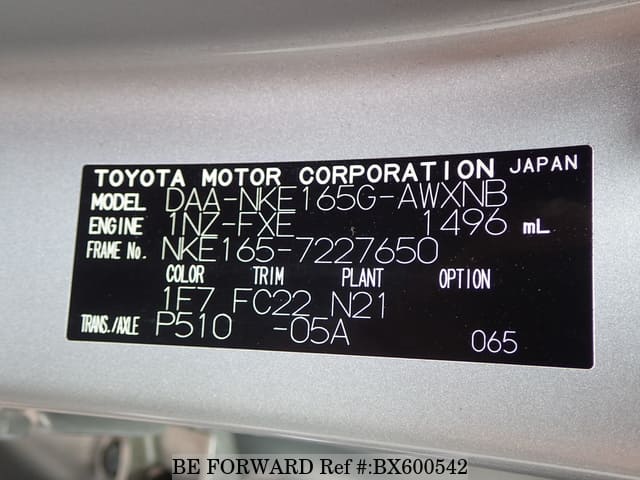 TOYOTA MOTOR CORPORATION JAPAN
MODEL DAA-NKE165G-AWXNB
ENGINE 1NZ-FXE 1496 mL
FRAME No. NKE165-7227650
COLOR TRIM PLANT OPTION
1F7 FC22 N21
TRANS./AXLE P510 -05A 065
BE FORWARD Ref #:BX600542